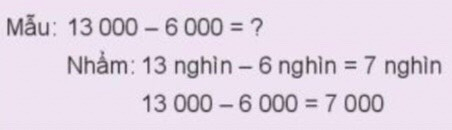 Mẫu: 13 000 – 6 000 = ?
Nhẩm: 13 nghìn – 6 nghìn = 7 nghìn
13 000 – 6 000 = 7 000